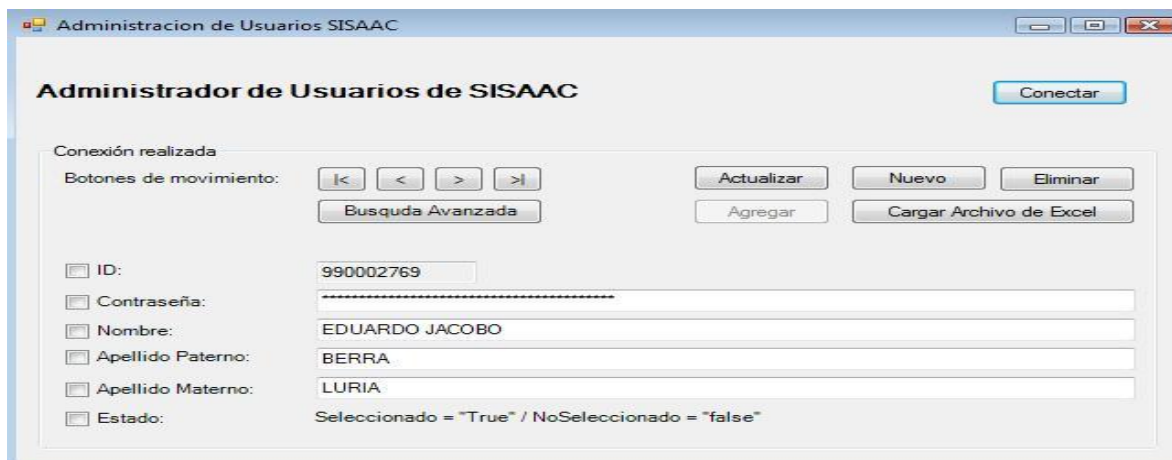 Administracion de Usuarios SISAAC
Administrador de Usuarios de SISAAC
Conectar
Conexión realizada
Botones de movimiento: |< < > >| Actualizar Nuevo Eliminar
Busquda Avanzada Agregar Cargar Archivo de Excel
ID: 990002769
Contraseña: ****************************************
Nombre: EDUARDO JACOBO
Apellido Paterno: BERRA
Apellido Materno: LURIA
Estado: Seleccionado = "True" / NoSeleccionado = "false"